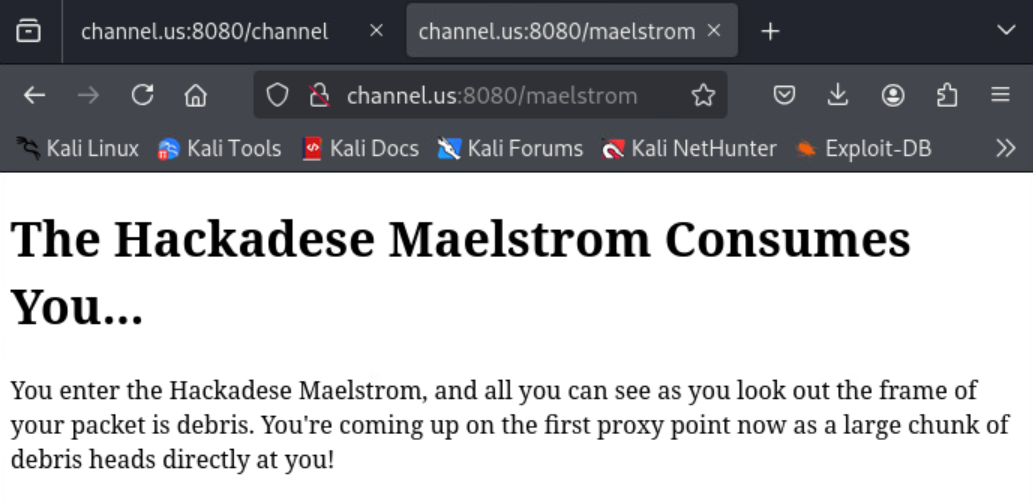 channel.us:8080/channel
channel.us:8080/maelstrom
channel.us:8080/maelstrom
Kali Linux Kali Tools Kali Docs Kali Forums Kali NetHunter Exploit-DB
The Hackadese Maelstrom Consumes
You...
You enter the Hackadese Maelstrom, and all you can see as you look out the frame of
your packet is debris. You're coming up on the first proxy point now as a large chunk of
debris heads directly at you!